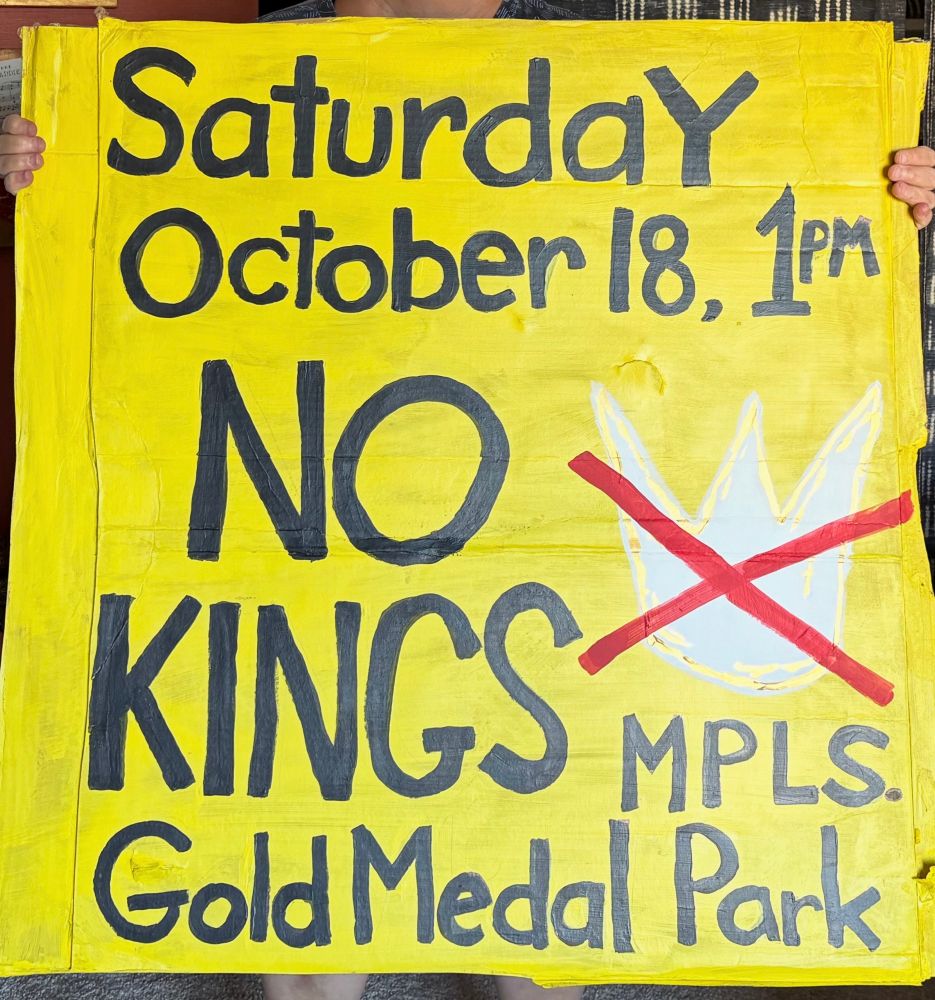 SaturdaY
October 18, 1PM
NO
KINGS
MPLS.
Gold Medal Park